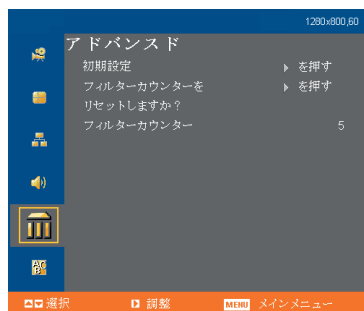 1280x800,60
アドバンスド
初期設定 ▶ を押す
フィルターカウンターを ▶ を押す
リセットしますか？
フィルターカウンター 5
選択 調整 MENU メインメニュー